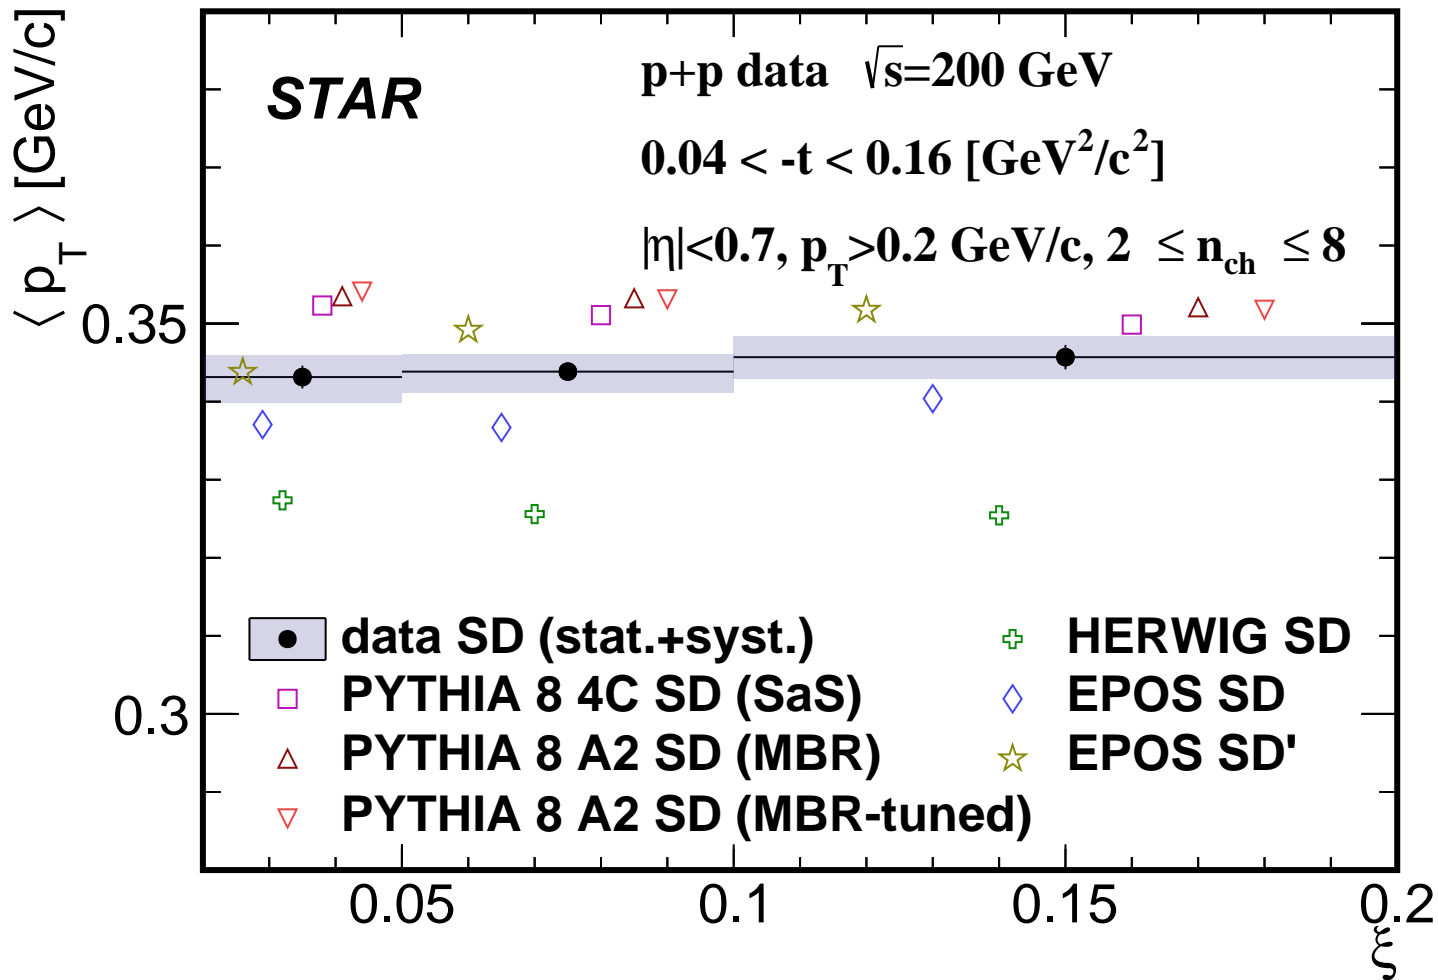 ⟨ p_T ⟩ [GeV/c]
STAR
p+p data √s=200 GeV
0.04 < -t < 0.16 [GeV²/c²]
|η|<0.7, p_T>0.2 GeV/c, 2 ≤ n_ch ≤ 8
0.35
0.3
data SD (stat.+syst.)
PYTHIA 8 4C SD (SaS)
PYTHIA 8 A2 SD (MBR)
PYTHIA 8 A2 SD (MBR-tuned)
HERWIG SD
EPOS SD
EPOS SD'
0.05 0.1 0.15 0.2
ξ